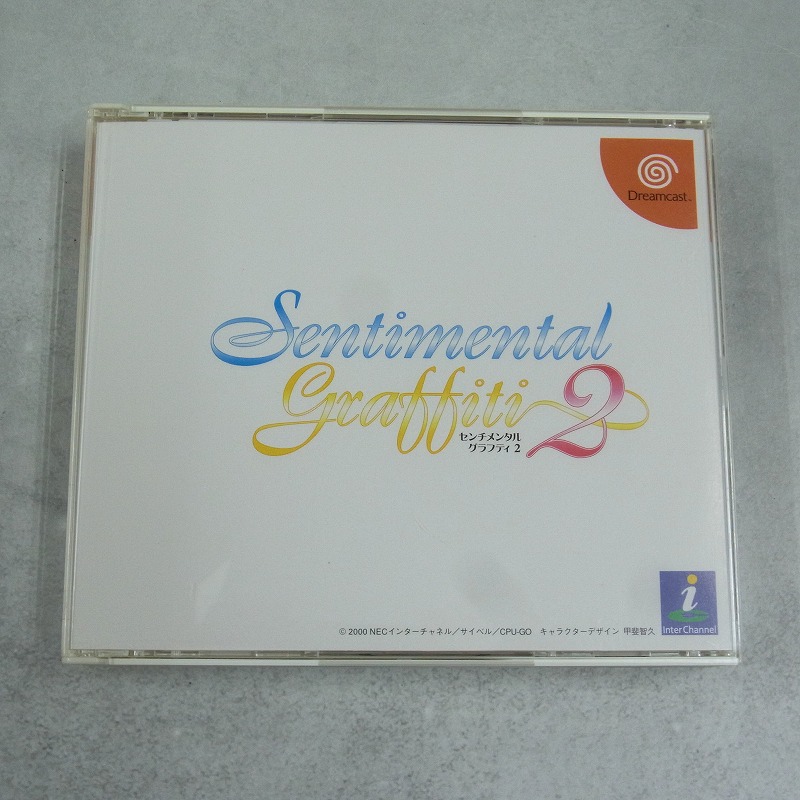 Dreamcast™
Sentimental
Graffiti 2
センチメンタル
グラフティ2
© 2000 NECインターチャネル／サイベル／CPU-GO キャラクターデザイン 甲斐智久
i
InterChannel